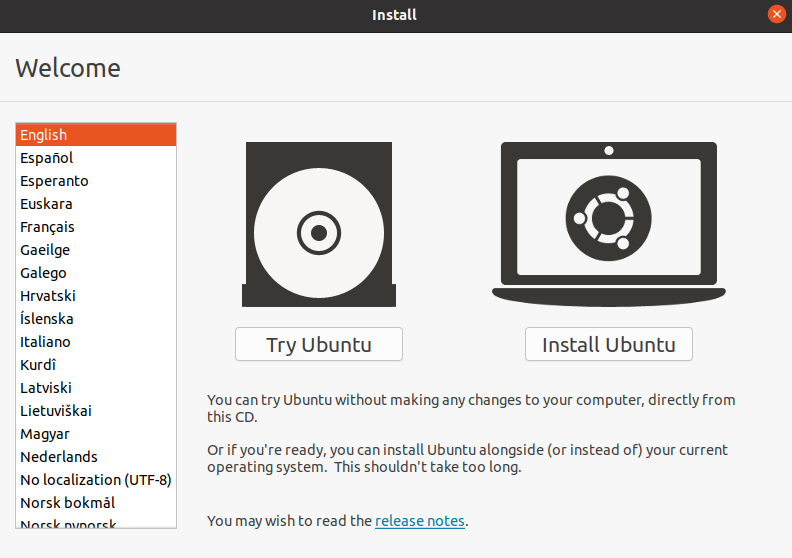 Install
Welcome
English
Español
Esperanto
Euskara
Français
Gaeilge
Galego
Hrvatski
Íslenska
Italiano
Kurdî
Latviski
Lietuviškai
Magyar
Nederlands
No localization (UTF-8)
Norsk bokmål
Norsk nynorsk
Try Ubuntu
Install Ubuntu
You can try Ubuntu without making any changes to your computer, directly from
this CD.
Or if you're ready, you can install Ubuntu alongside (or instead of) your current
operating system. This shouldn't take too long.
You may wish to read the release notes.